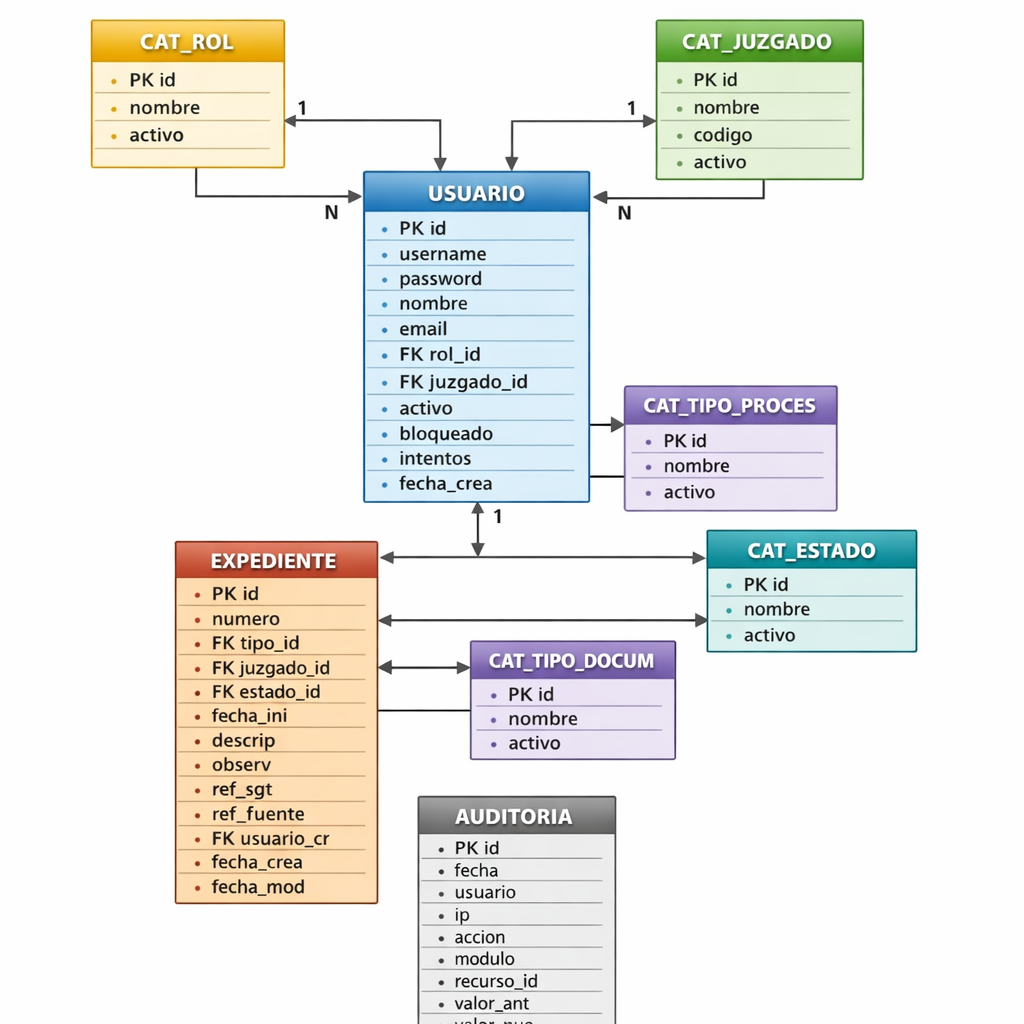 CAT_ROL
PK id
nombre
activo
CAT_JUZGADO
PK id
nombre
codigo
activo
1
1
N
N
USUARIO
PK id
username
password
nombre
email
FK rol_id
FK juzgado_id
activo
bloqueado
intentos
fecha_crea
CAT_TIPO_PROCES
PK id
nombre
activo
1
EXPEDIENTE
PK id
numero
FK tipo_id
FK juzgado_id
FK estado_id
fecha_ini
descrip
observ
ref_sgt
ref_fuente
FK usuario_cr
fecha_crea
fecha_mod
CAT_ESTADO
PK id
nombre
activo
CAT_TIPO_DOCUM
PK id
nombre
activo
AUDITORIA
PK id
fecha
usuario
ip
accion
modulo
recurso_id
valor_ant